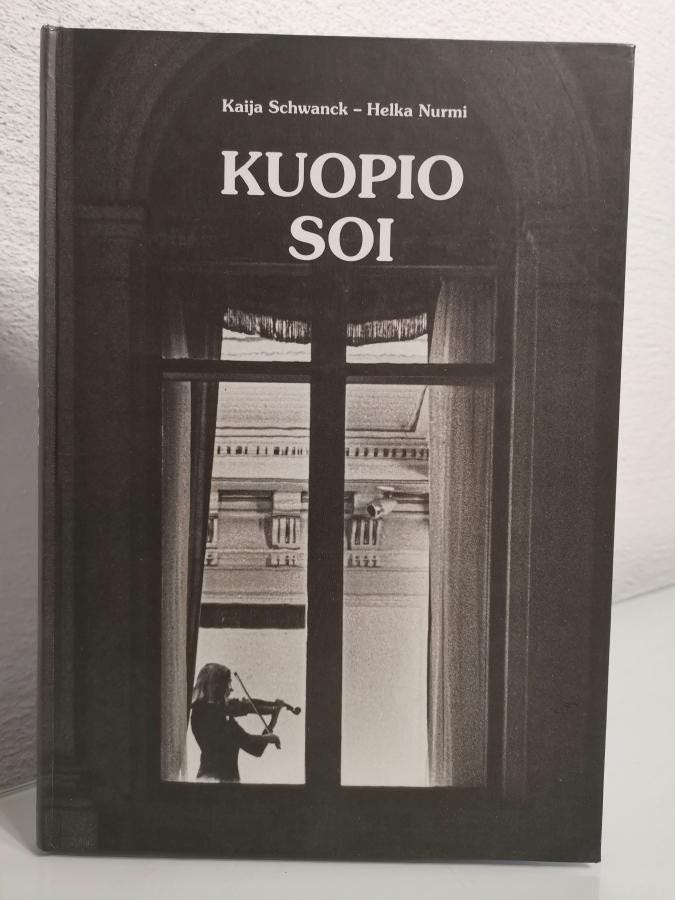 Kaija Schwanck – Helka Nurmi
KUOPIO
SOI